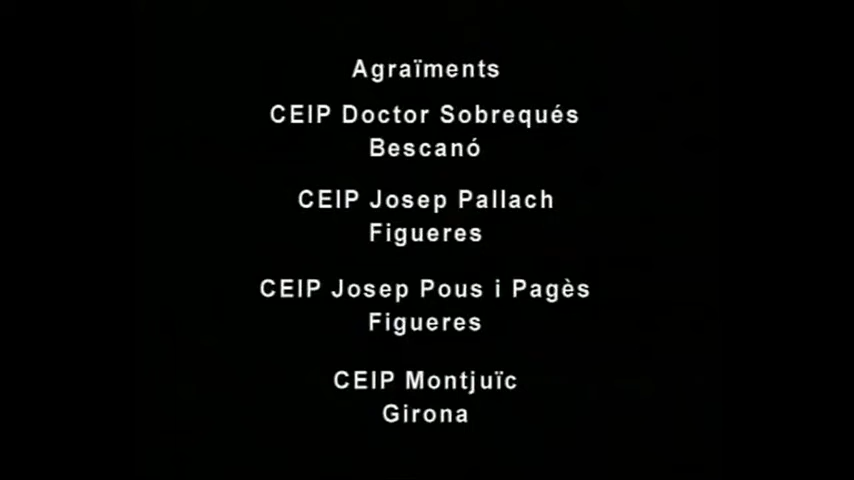 Agraïments
CEIP Doctor Sobrequés
Bescanó
CEIP Josep Pallach
Figueres
CEIP Josep Pous i Pagès
Figueres
CEIP Montjuïc
Girona